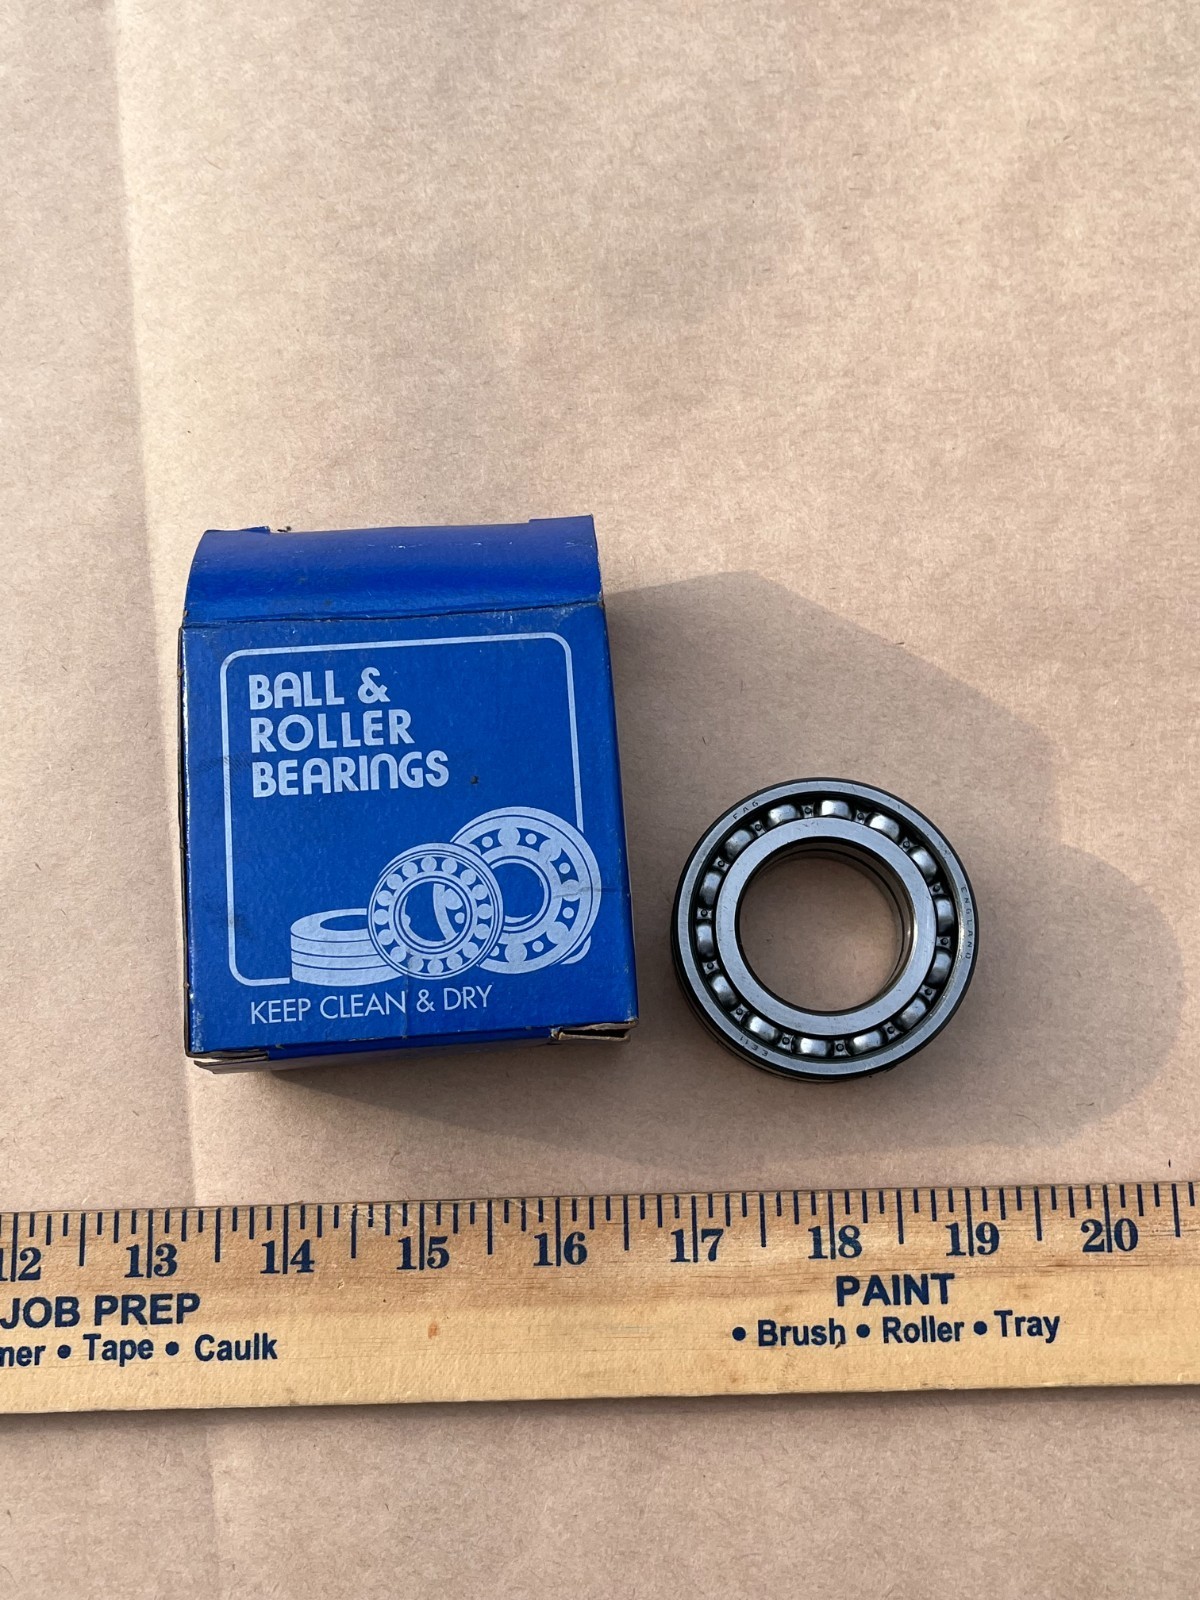 BALL &
ROLLER
BEARINGS
KEEP CLEAN & DRY
FAG
ENGLAND
EE11
12 13 14 15 16 17 18 19 20
JOB PREP
• Tape • Caulk
PAINT
• Brush • Roller • Tray